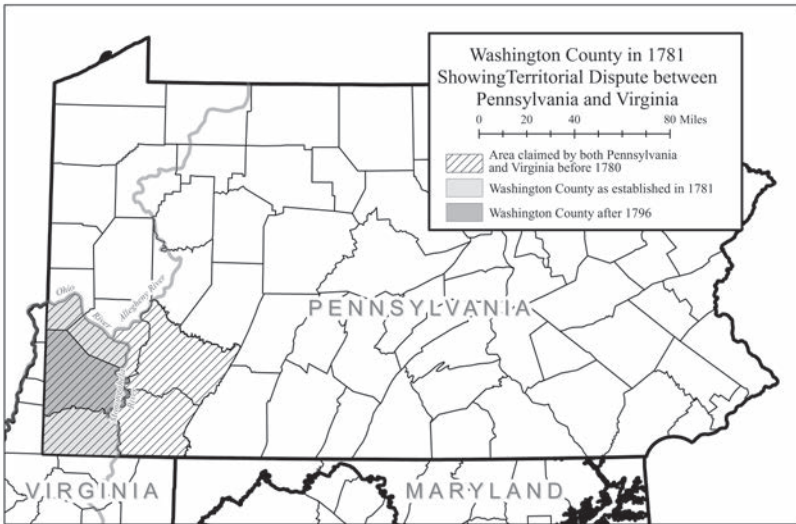 Washington County in 1781
ShowingTerritorial Dispute between
Pennsylvania and Virginia
0 20 40 80 Miles
Area claimed by both Pennsylvania
and Virginia before 1780
Washington County as established in 1781
Washington County after 1796
Ohio
River
Allegheny River
PENNSYLVANIA
River
VIRGINIA
MARYLAND